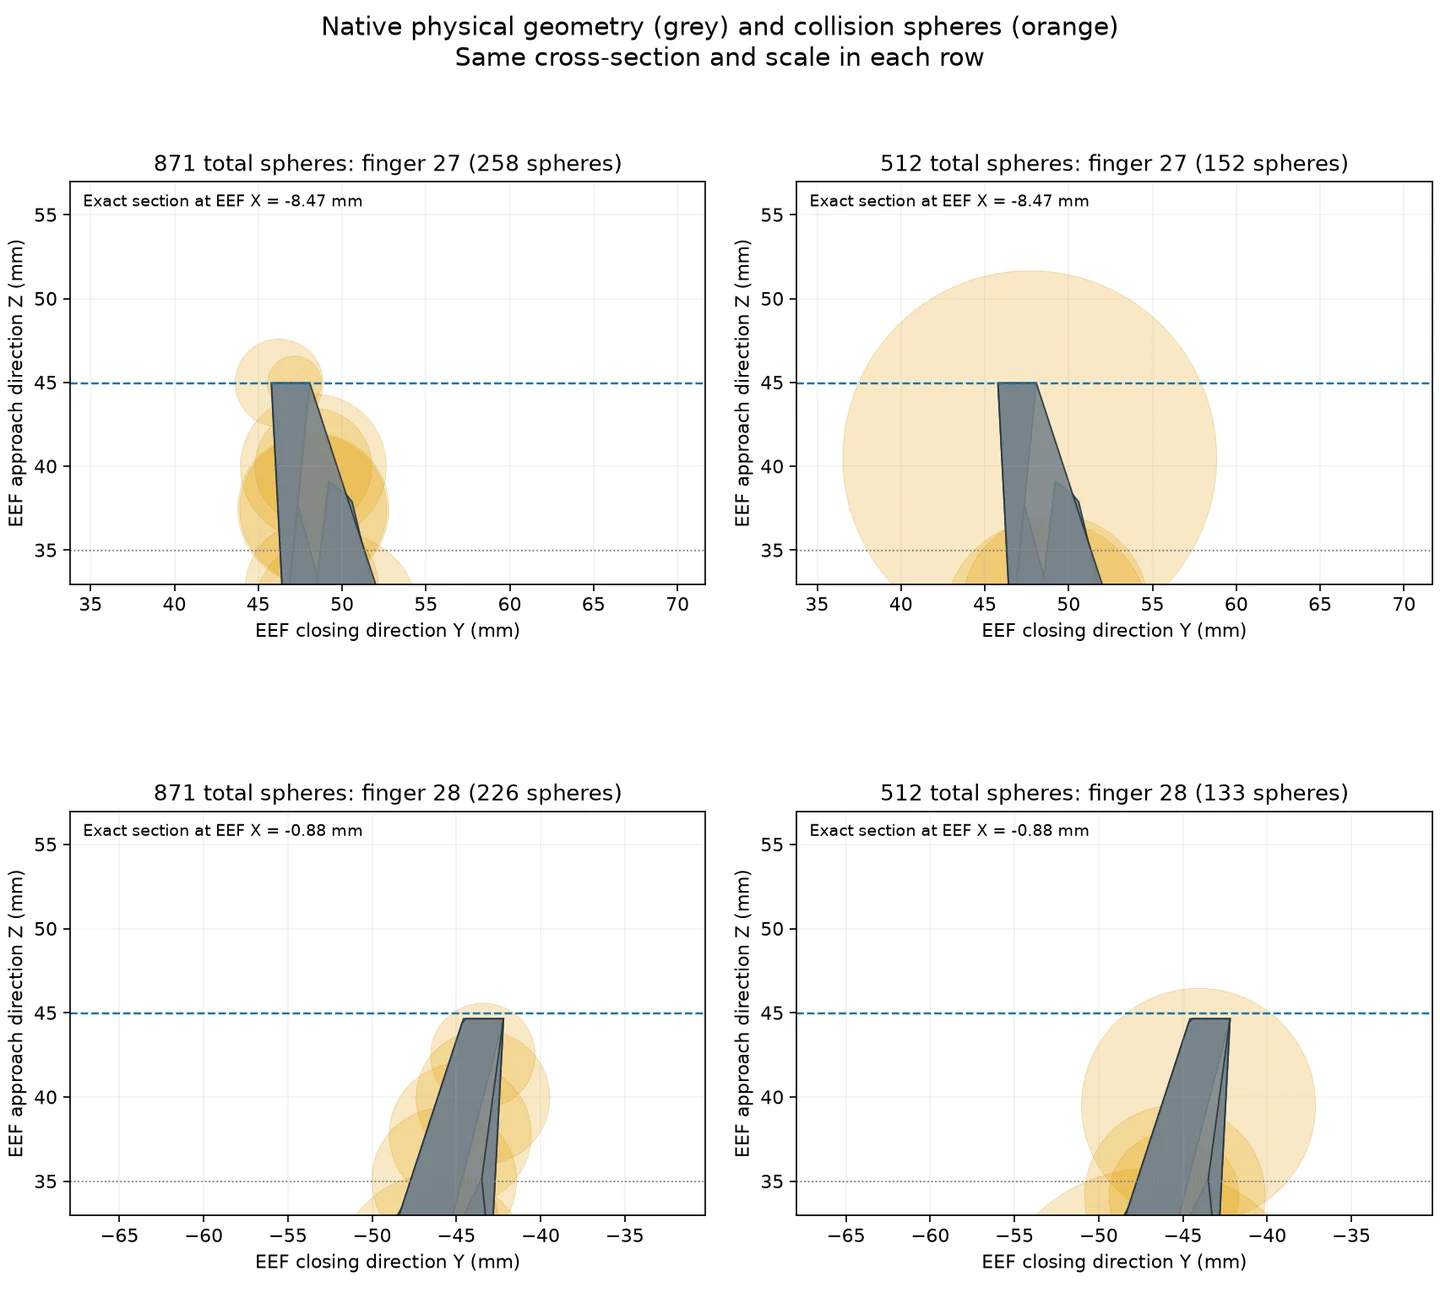 Native physical geometry (grey) and collision spheres (orange)
Same cross-section and scale in each row
871 total spheres: finger 27 (258 spheres)
Exact section at EEF X = -8.47 mm
EEF approach direction Z (mm)
55
50
45
40
35
35 40 45 50 55 60 65 70
EEF closing direction Y (mm)
512 total spheres: finger 27 (152 spheres)
Exact section at EEF X = -8.47 mm
EEF approach direction Z (mm)
55
50
45
40
35
35 40 45 50 55 60 65 70
EEF closing direction Y (mm)
871 total spheres: finger 28 (226 spheres)
Exact section at EEF X = -0.88 mm
EEF approach direction Z (mm)
55
50
45
40
35
−65 −60 −55 −50 −45 −40 −35
EEF closing direction Y (mm)
512 total spheres: finger 28 (133 spheres)
Exact section at EEF X = -0.88 mm
EEF approach direction Z (mm)
55
50
45
40
35
−65 −60 −55 −50 −45 −40 −35
EEF closing direction Y (mm)